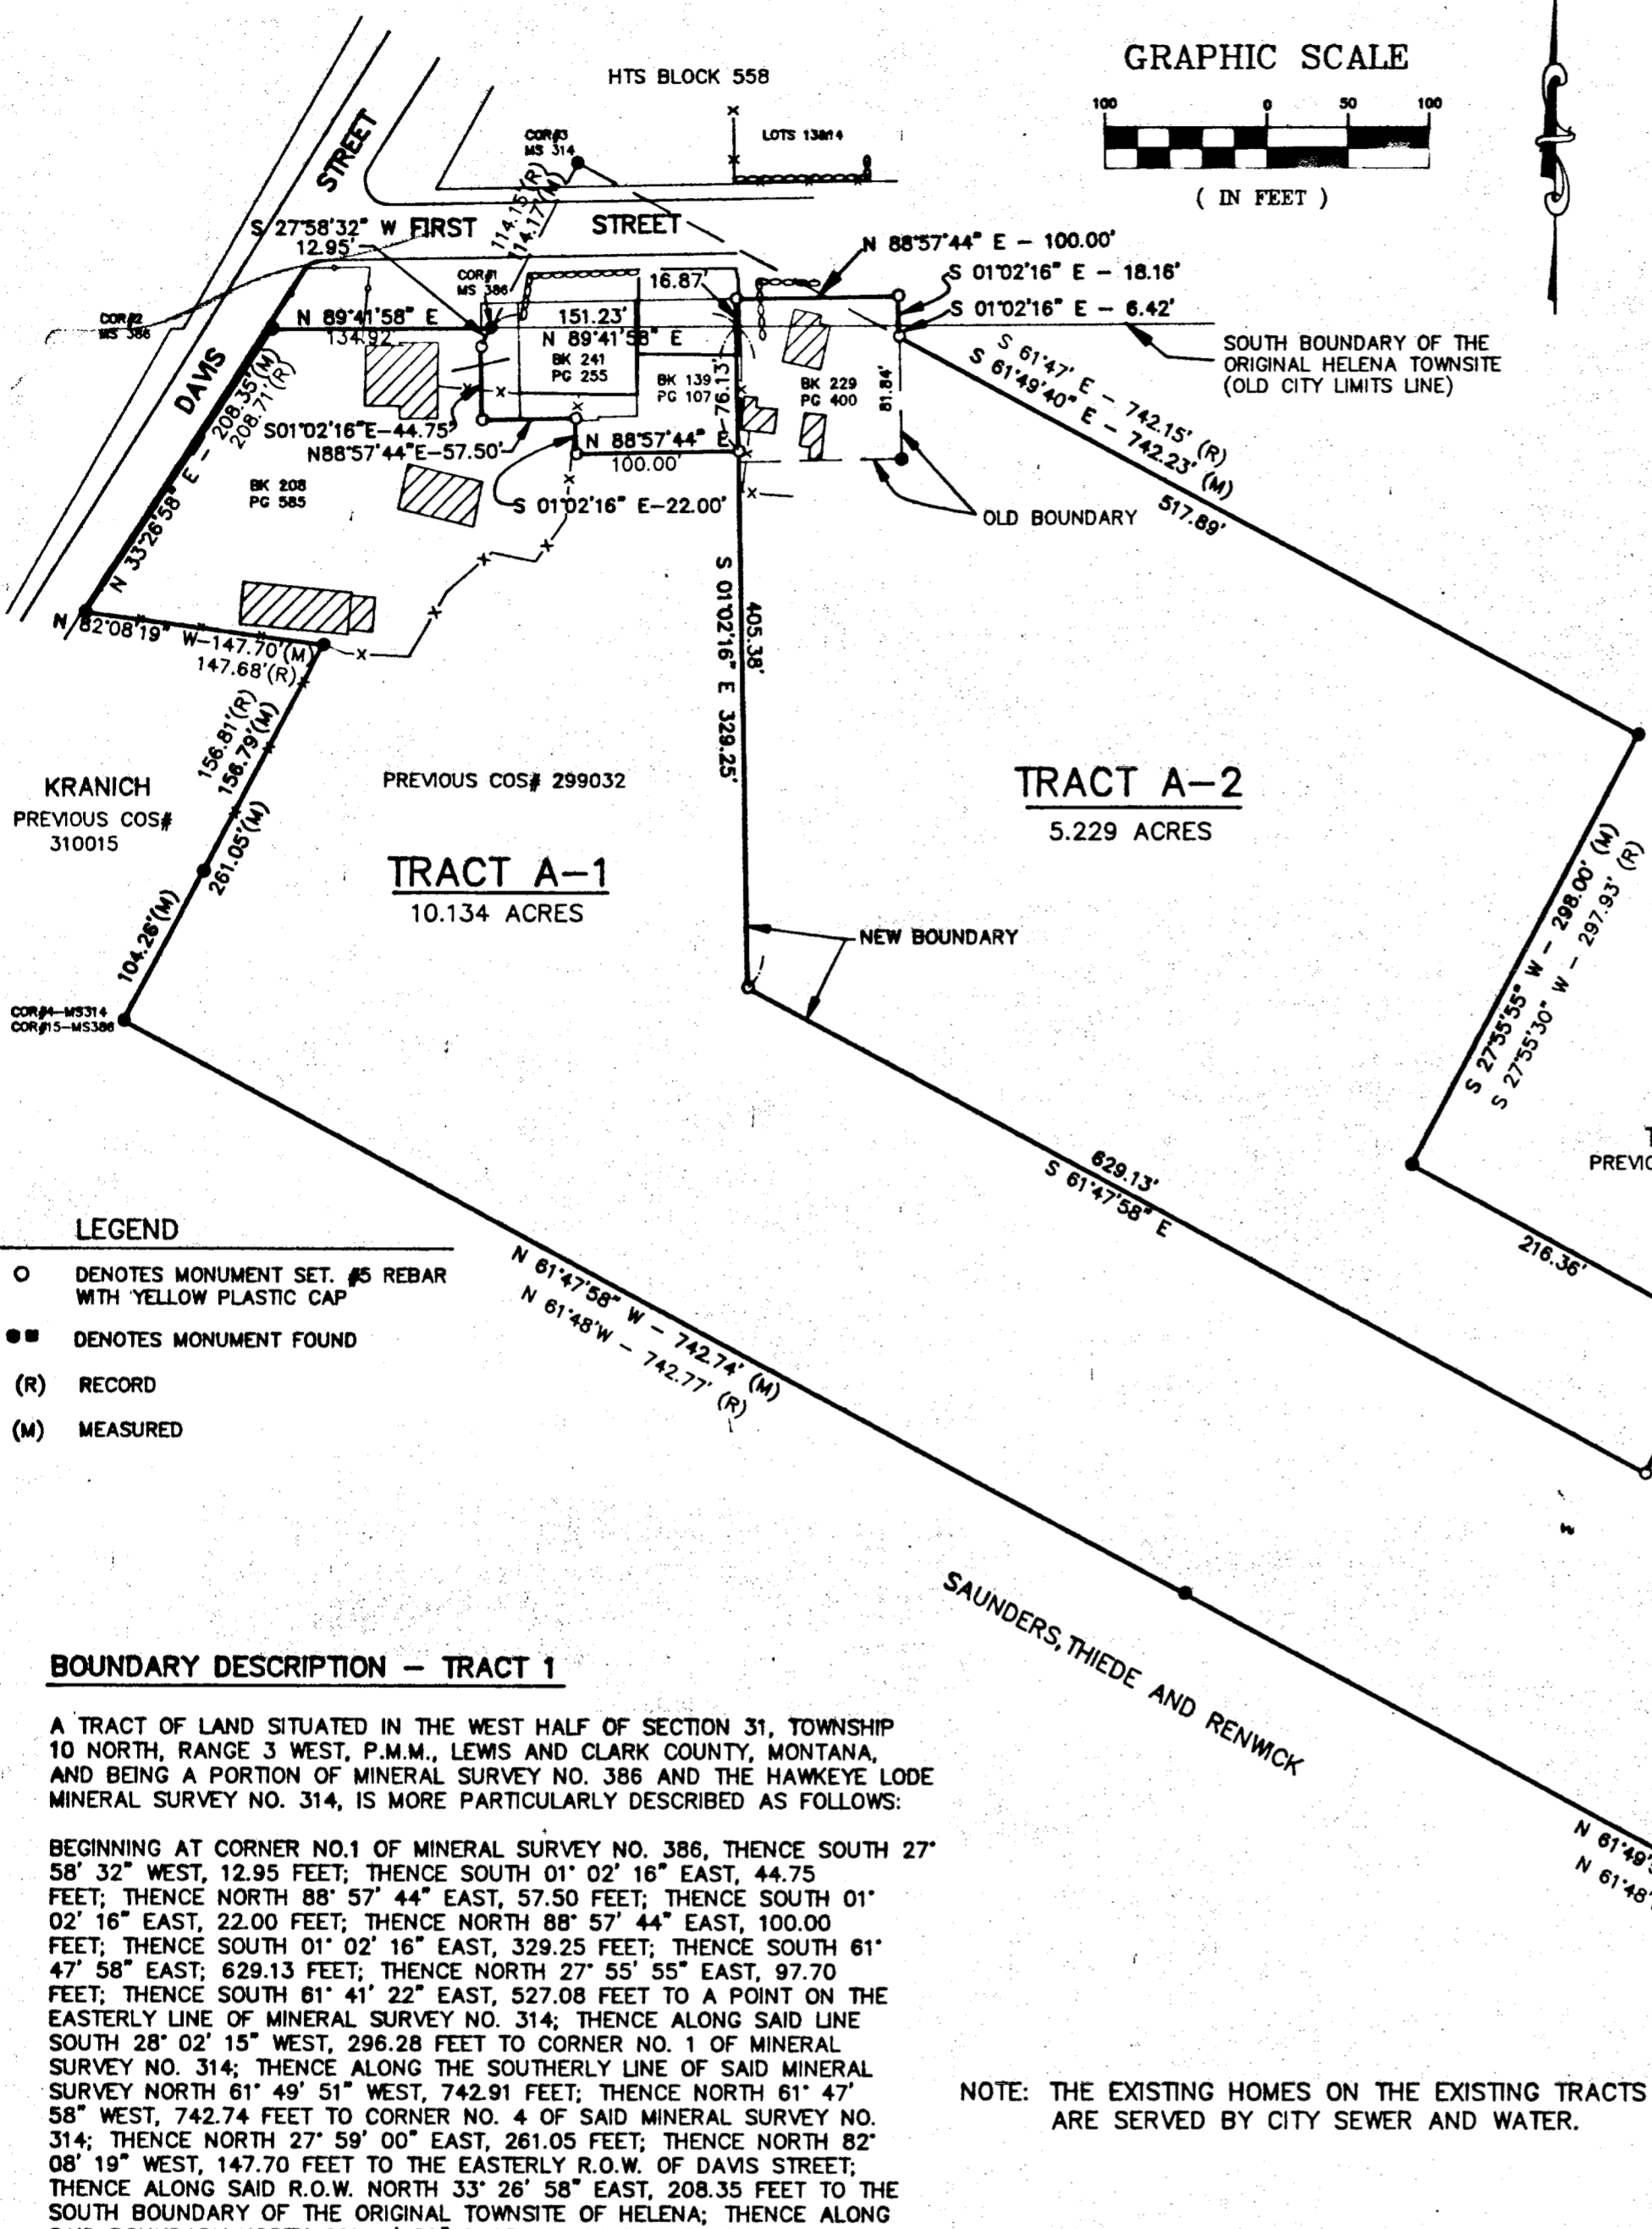 GRAPHIC SCALE
100 0 50 100
( IN FEET )
HTS BLOCK 558
LOTS 13&14
COR#3
MS 314
114.15'(R)
114.17'(M)
DAVIS STREET
FIRST STREET
S 27°58'32" W
12.95'
COR#1
MS 386
COR#2
MS 386
N 89°41'58" E
134.92'
16.87'
151.23'
N 89°41'58" E
BK 241
PG 255
BK 139
PG 107
76.13'
BK 229
PG 400
81.84'
N 88°57'44" E – 100.00'
S 01°02'16" E – 18.16'
S 01°02'16" E – 6.42'
SOUTH BOUNDARY OF THE
ORIGINAL HELENA TOWNSITE
(OLD CITY LIMITS LINE)
S 61°47' E – 742.15' (R)
S 61°49'40" E – 742.23' (M)
517.89'
N 33°26'58" E – 208.35'(M)
208.71'(R)
S01°02'16"E–44.75'
N88°57'44"E–57.50'
N 88°57'44" E
100.00'
S 01°02'16" E–22.00'
BK 208
PG 585
OLD BOUNDARY
N 82°08'19" W–147.70'(M)
147.68'(R)
156.81'(R)
156.79'(M)
261.05'(M)
104.26'(M)
S 01°02'16" E 329.25'
405.38'
KRANICH
PREVIOUS COS#
310015
PREVIOUS COS# 299032
TRACT A–1
10.134 ACRES
TRACT A–2
5.229 ACRES
NEW BOUNDARY
COR#4–MS314
COR#15–MS386
S 27°55'55" W – 298.00' (M)
S 27°55'30" W – 297.93' (R)
PREVIO
629.13'
S 61°47'58" E
216.36'
N 61°47'58" W – 742.74' (M)
N 61°48'W – 742.77' (R)
LEGEND
DENOTES MONUMENT SET. #5 REBAR
WITH YELLOW PLASTIC CAP
DENOTES MONUMENT FOUND
(R) RECORD
(M) MEASURED
SAUNDERS, THIEDE AND RENWICK
N 61°49'
N 61°48'
BOUNDARY DESCRIPTION – TRACT 1
A TRACT OF LAND SITUATED IN THE WEST HALF OF SECTION 31, TOWNSHIP
10 NORTH, RANGE 3 WEST, P.M.M., LEWIS AND CLARK COUNTY, MONTANA,
AND BEING A PORTION OF MINERAL SURVEY NO. 386 AND THE HAWKEYE LODE
MINERAL SURVEY NO. 314, IS MORE PARTICULARLY DESCRIBED AS FOLLOWS:
BEGINNING AT CORNER NO.1 OF MINERAL SURVEY NO. 386, THENCE SOUTH 27°
58' 32" WEST, 12.95 FEET; THENCE SOUTH 01° 02' 16" EAST, 44.75
FEET; THENCE NORTH 88° 57' 44" EAST, 57.50 FEET; THENCE SOUTH 01°
02' 16" EAST, 22.00 FEET; THENCE NORTH 88° 57' 44" EAST, 100.00
FEET; THENCE SOUTH 01° 02' 16" EAST, 329.25 FEET; THENCE SOUTH 61°
47' 58" EAST; 629.13 FEET; THENCE NORTH 27° 55' 55" EAST, 97.70
FEET; THENCE SOUTH 61° 41' 22" EAST, 527.08 FEET TO A POINT ON THE
EASTERLY LINE OF MINERAL SURVEY NO. 314; THENCE ALONG SAID LINE
SOUTH 28° 02' 15" WEST, 296.28 FEET TO CORNER NO. 1 OF MINERAL
SURVEY NO. 314; THENCE ALONG THE SOUTHERLY LINE OF SAID MINERAL
SURVEY NORTH 61° 49' 51" WEST, 742.91 FEET; THENCE NORTH 61° 47'
58" WEST, 742.74 FEET TO CORNER NO. 4 OF SAID MINERAL SURVEY NO.
314; THENCE NORTH 27° 59' 00" EAST, 261.05 FEET; THENCE NORTH 82°
08' 19" WEST, 147.70 FEET TO THE EASTERLY R.O.W. OF DAVIS STREET;
THENCE ALONG SAID R.O.W. NORTH 33° 26' 58" EAST, 208.35 FEET TO THE
SOUTH BOUNDARY OF THE ORIGINAL TOWNSITE OF HELENA; THENCE ALONG
NOTE: THE EXISTING HOMES ON THE EXISTING TRACTS
ARE SERVED BY CITY SEWER AND WATER.